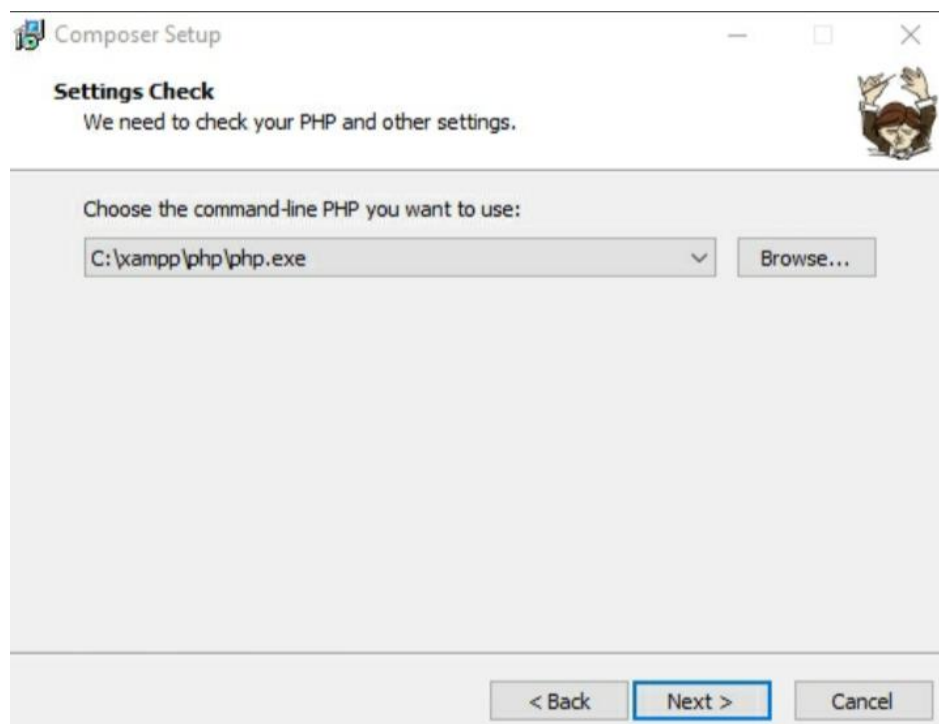 Composer Setup
Settings Check
We need to check your PHP and other settings.
Choose the command-line PHP you want to use:
C:\xampp\php\php.exe
Browse...
< Back
Next >
Cancel